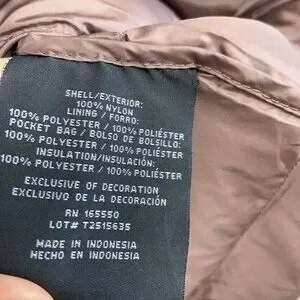 SHELL/EXTERIOR:
100% NYLON
LINING / FORRO:
100% POLYESTER / 100% POLIÉSTER
POCKET BAG / BOLSO DE BOLSILLO:
100% POLYESTER / 100% POLIÉSTER
INSULATION/INSULACIÓN:
100% POLYESTER / 100% POLIÉSTER
EXCLUSIVE OF DECORATION
EXCLUSIVO DE LA DECORACIÓN
RN 165550
LOT# T2515635
MADE IN INDONESIA
HECHO EN INDONESIA